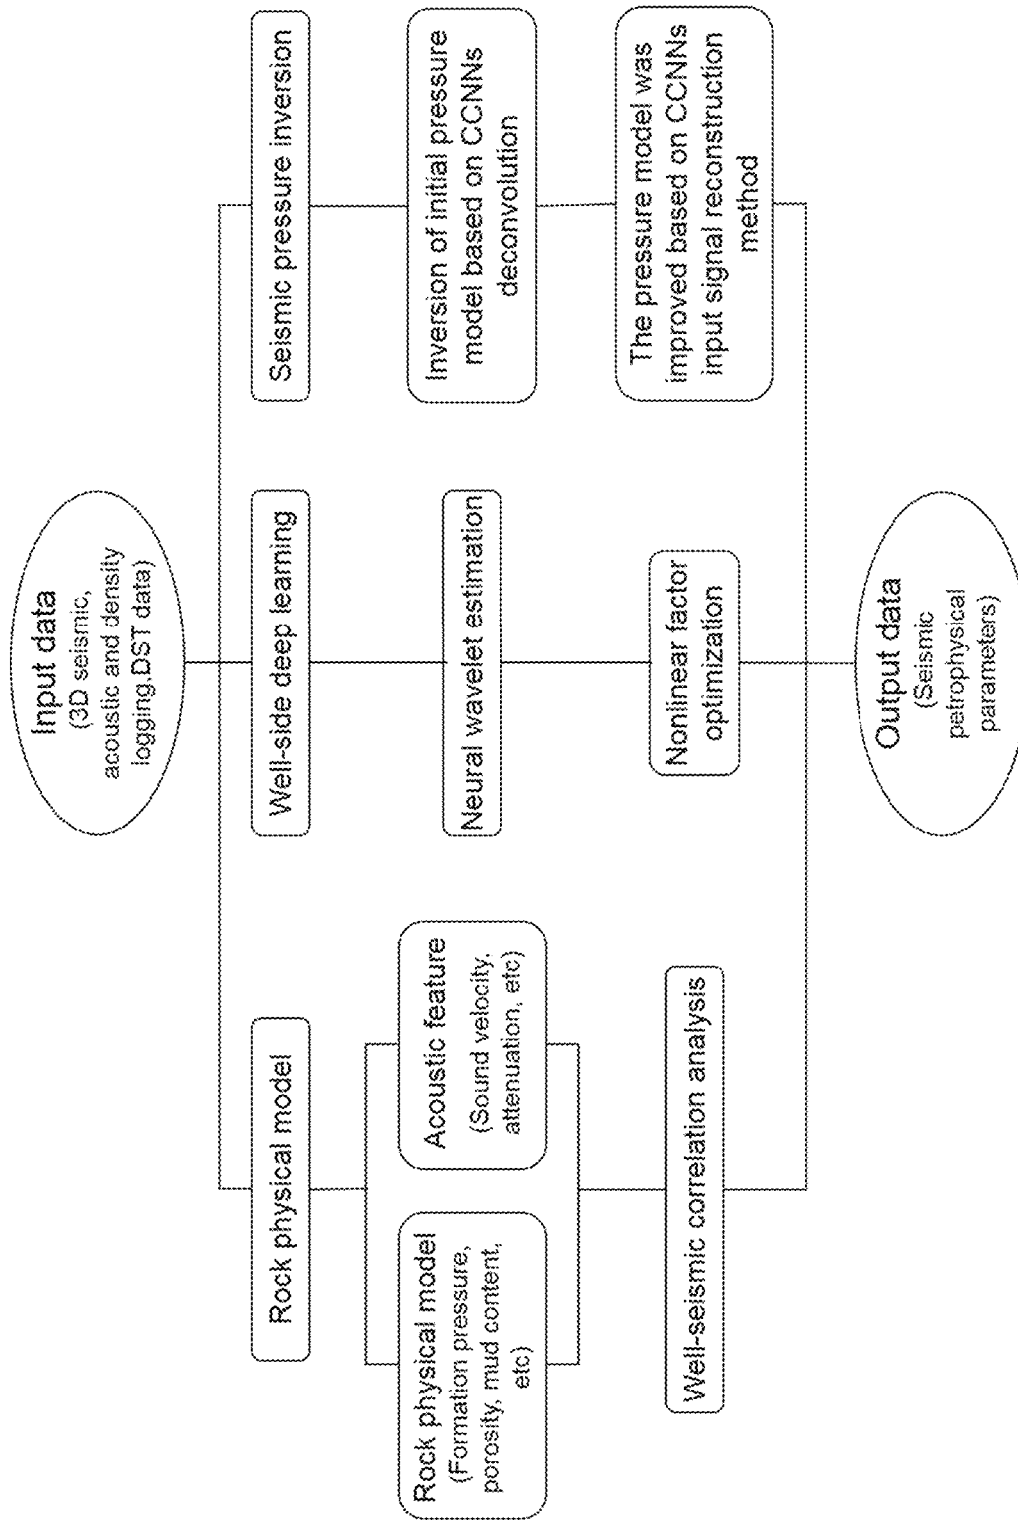 Input data
(3D seismic,
acoustic and density
logging,DST data)
Rock physical model
Well-side deep learning
Seismic pressure inversion
Rock physical model
(Formation pressure,
porosity, mud content,
etc)
Acoustic feature
(Sound velocity,
attenuation, etc)
Neural wavelet estimation
Inversion of initial pressure
model based on CCNNs
deconvolution
Well-seismic correlation analysis
Nonlinear factor
optimization
The pressure model was
improved based on CCNNs
input signal reconstruction
method
Output data
(Seismic
petrophysical
parameters)